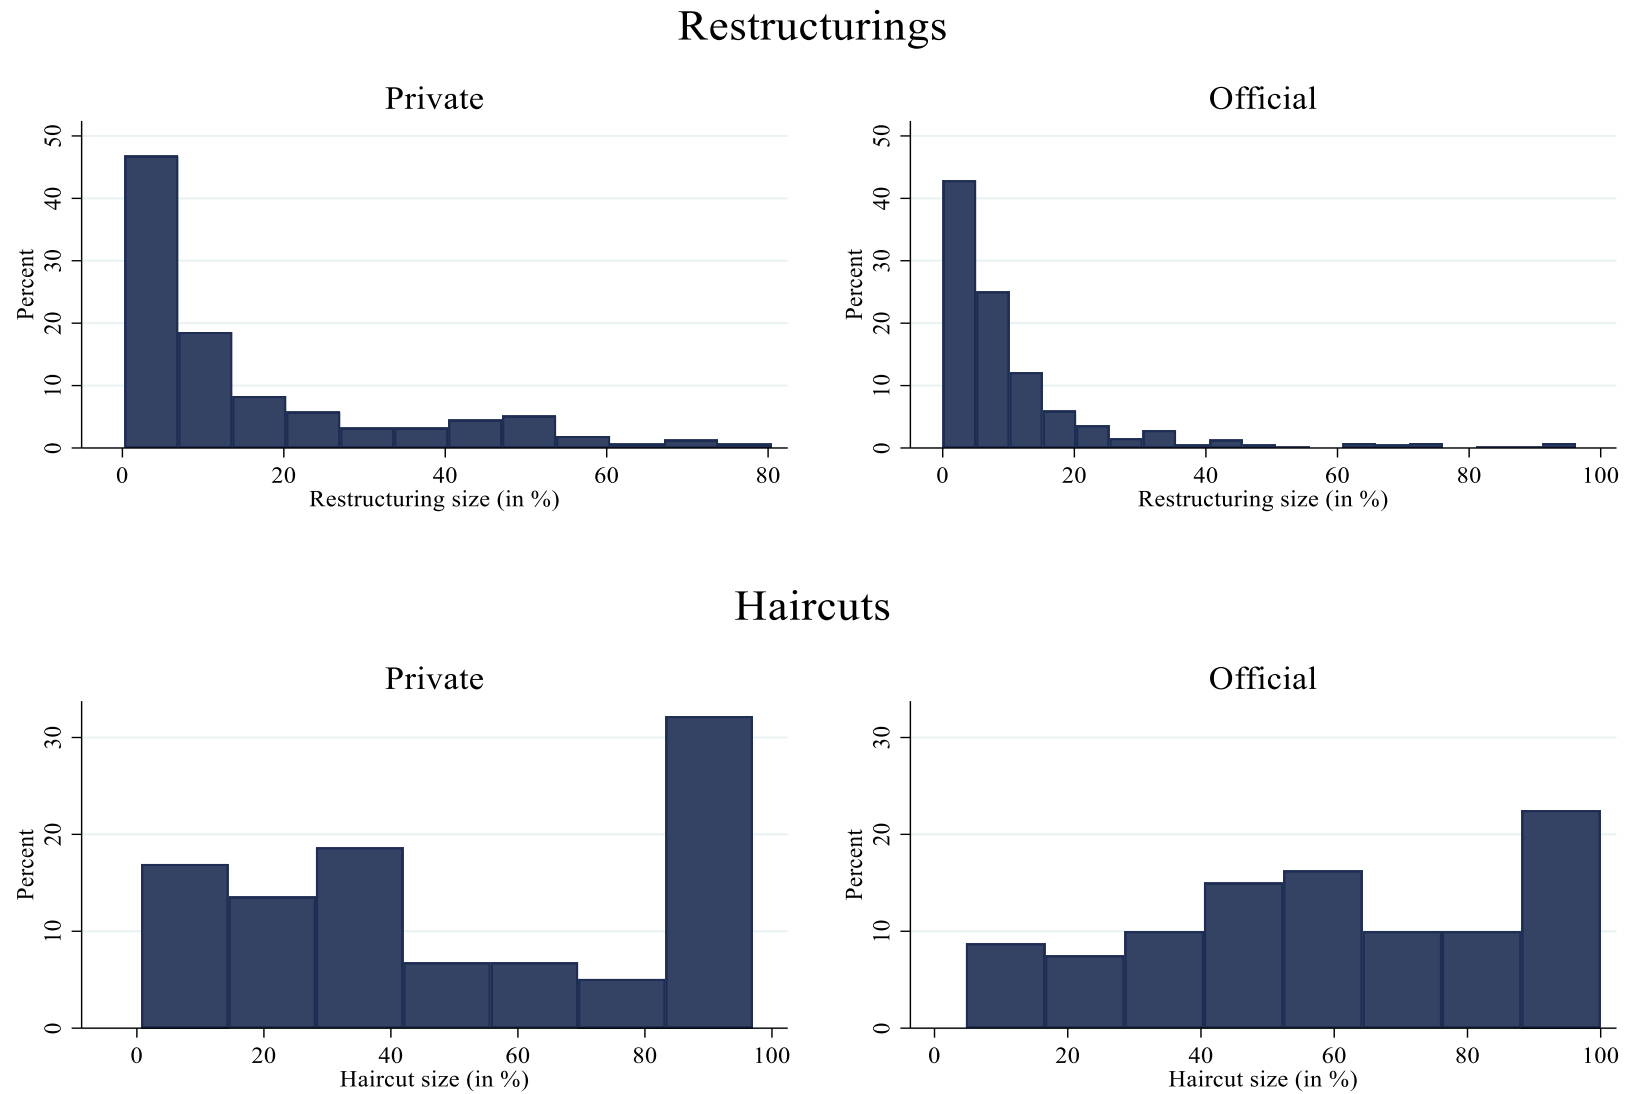 Restructurings
Private
Percent
50
40
30
20
10
0
0 20 40 60 80
Restructuring size (in %)
Official
Percent
50
40
30
20
10
0
0 20 40 60 80 100
Restructuring size (in %)
Haircuts
Private
Percent
30
20
10
0
0 20 40 60 80 100
Haircut size (in %)
Official
Percent
30
20
10
0
0 20 40 60 80 100
Haircut size (in %)